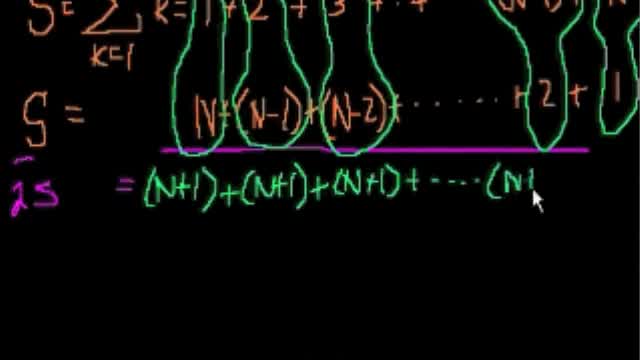 S = ∑ k = 1 + 2 + 3 + ·
k=1
S = N + (N-1) + (N-2) + · · · · · · + 2 + 1
2S = (N+1) + (N+1) + (N+1) + · · · · (N+